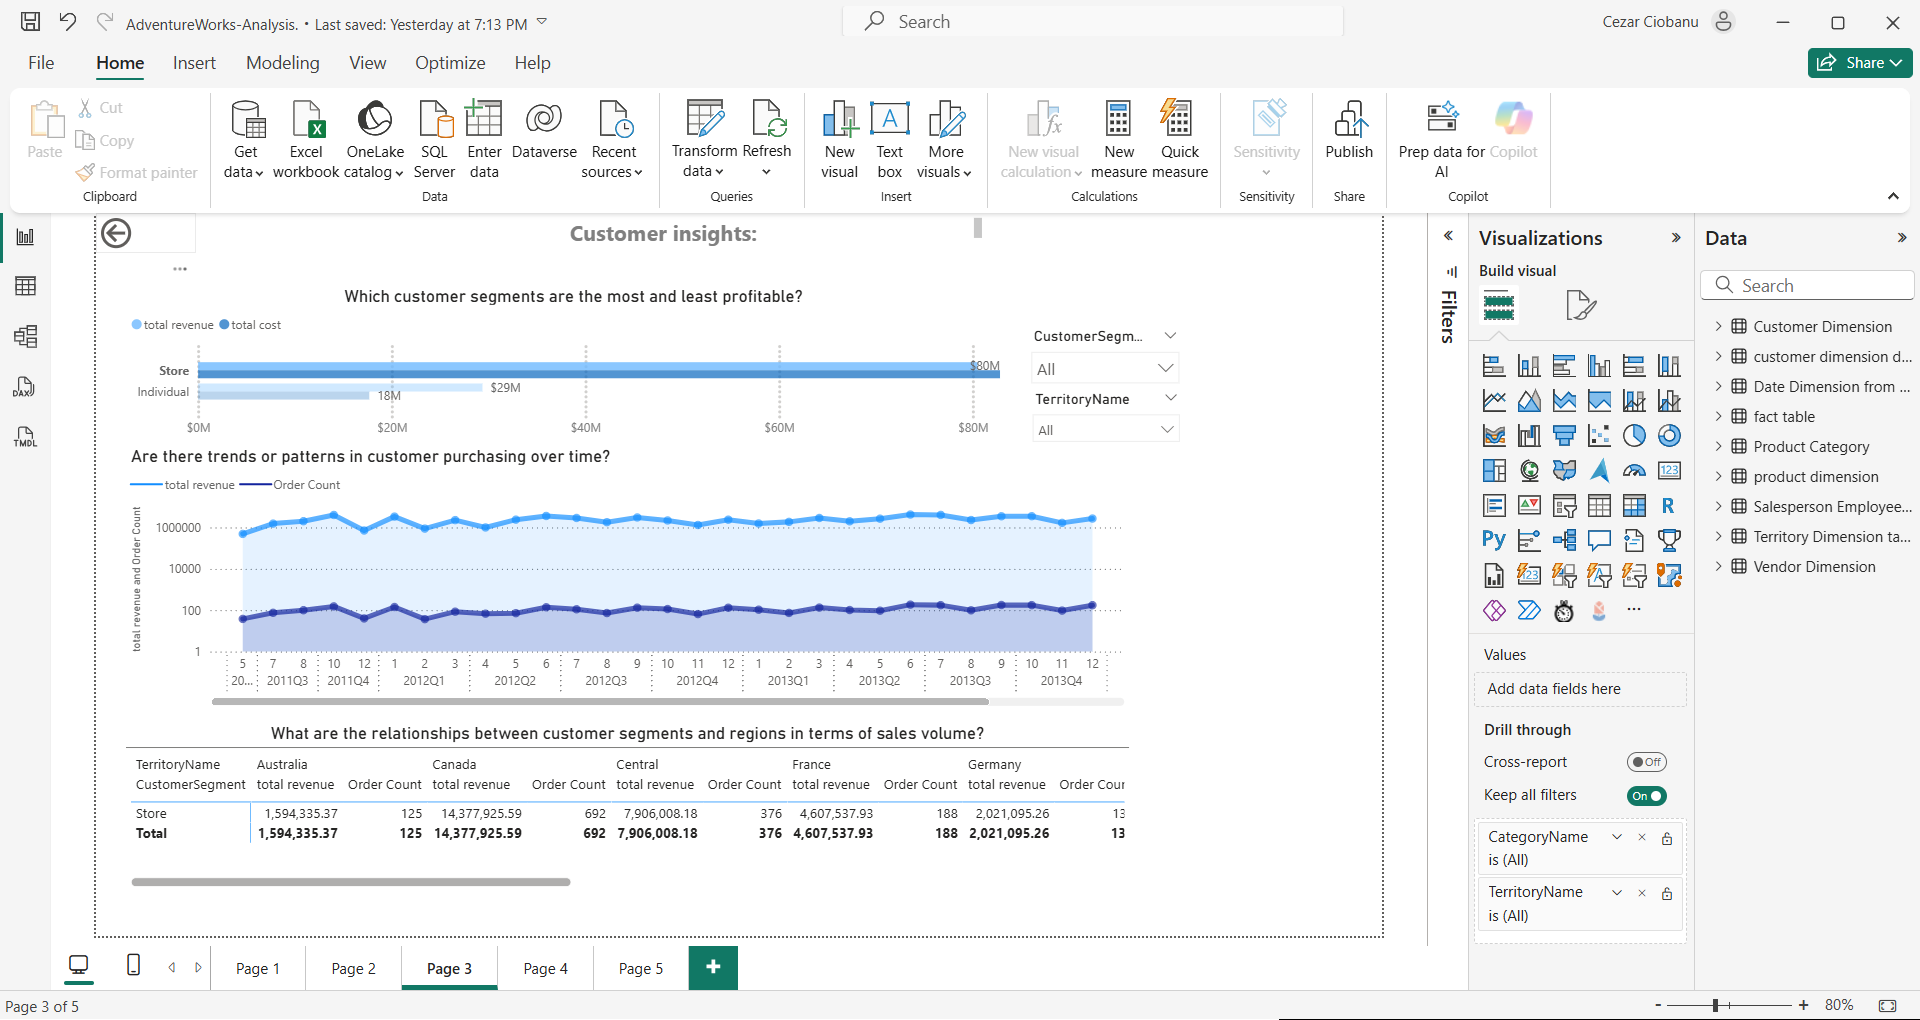 AdventureWorks-Analysis. • Last saved: Yesterday at 7:13 PM
Search
Cezar Ciobanu
File Home Insert Modeling View Optimize Help
Share
Paste
Cut
Copy
Format painter
Clipboard
Get data
Excel workbook
OneLake catalog
SQL Server
Enter data
Dataverse
Recent sources
Data
Transform data
Refresh
Queries
New visual
Text box
More visuals
Insert
New visual calculation
New measure
Quick measure
Calculations
Sensitivity
Sensitivity
Publish
Share
Prep data for AI
Copilot
Copilot
DAX
TMDL
Customer insights:
Which customer segments are the most and least profitable?
total revenue total cost
Store $80M
Individual 18M $29M
$0M $20M $40M $60M $80M
CustomerSegm...
All
TerritoryName
All
Are there trends or patterns in customer purchasing over time?
total revenue Order Count
total revenue and Order Count
1000000
10000
100
1
5 7 8 10 12 1 2 3 4 5 6 7 8 9 10 11 12 1 2 3 4 5 6 7 8 9 10 11 12
20... 2011Q3 2011Q4 2012Q1 2012Q2 2012Q3 2012Q4 2013Q1 2013Q2 2013Q3 2013Q4
What are the relationships between customer segments and regions in terms of sales volume?
TerritoryName Australia Canada Central France Germany
CustomerSegment total revenue Order Count total revenue Order Count total revenue Order Count total revenue Order Count total revenue Order Cour
Store 1,594,335.37 125 14,377,925.59 692 7,906,008.18 376 4,607,537.93 188 2,021,095.26 13
Total 1,594,335.37 125 14,377,925.59 692 7,906,008.18 376 4,607,537.93 188 2,021,095.26 13
Filters
Visualizations
Build visual
123
R
Py
123
Values
Add data fields here
Drill through
Cross-report Off
Keep all filters On
CategoryName
is (All)
TerritoryName
is (All)
Data
Search
Customer Dimension
customer dimension d...
Date Dimension from ...
fact table
Product Category
product dimension
Salesperson Employee...
Territory Dimension ta...
Vendor Dimension
Page 1 Page 2 Page 3 Page 4 Page 5 +
Page 3 of 5
- + 80%